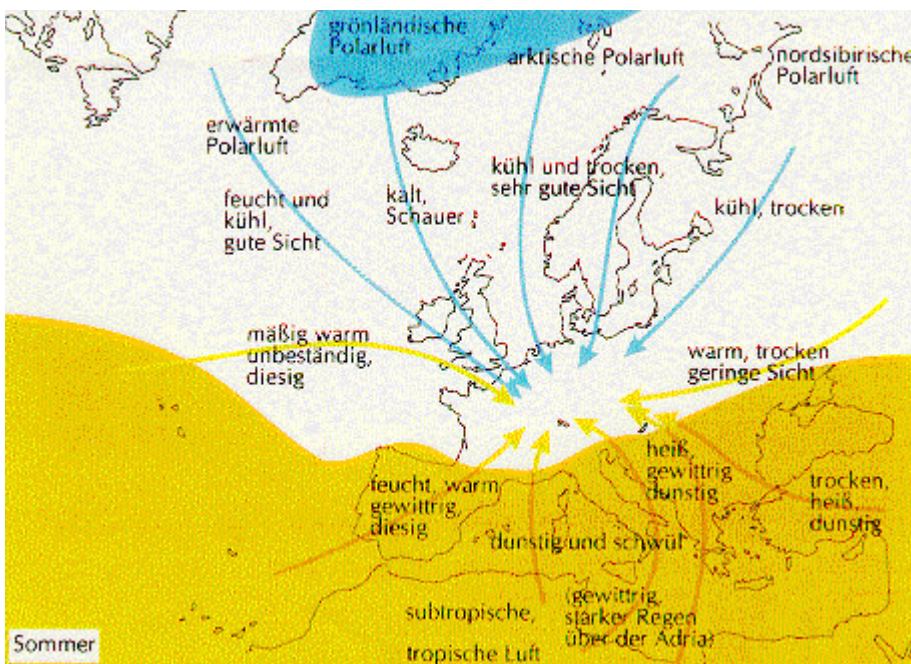 grönländische
Polarluft
arktische Polarluft
nordsibirische
Polarluft
erwärmte
Polarluft
feucht und
kühl,
gute Sicht
kalt,
Schauer
kühl und trocken,
sehr gute Sicht
kühl, trocken
mäßig warm
unbeständig,
diesig
warm, trocken
geringe Sicht
feucht, warm
gewittrig,
diesig
heiß,
gewittrig
dunstig
trocken,
heiß,
dunstig
dunstig und schwül
(gewittrig,
starker Regen
über der Adria)
subtropische,
tropische Luft
Sommer